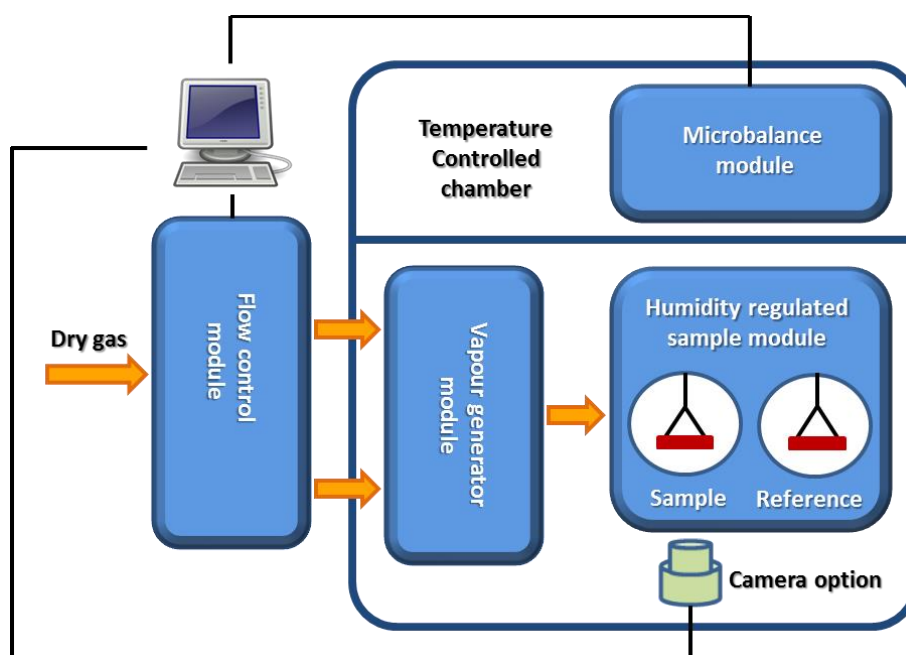 Temperature
Controlled
chamber
Microbalance
module
Dry gas
Flow control
module
Vapour generator
module
Humidity regulated
sample module
Sample
Reference
Camera option